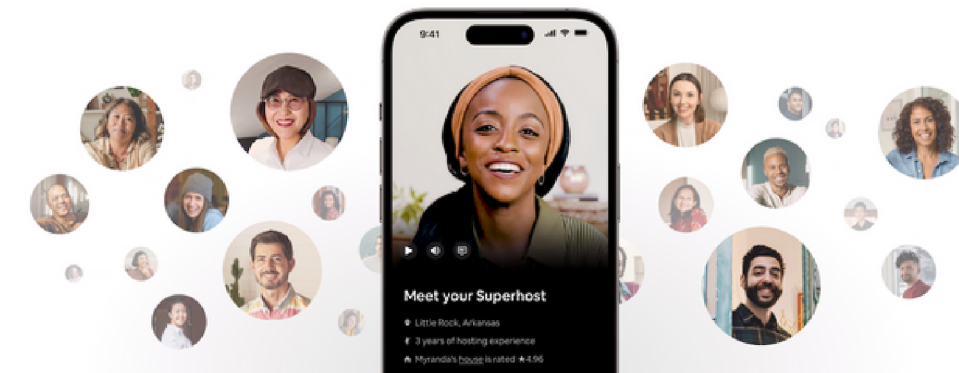 9:41
Meet your Superhost
Little Rock, Arkansas
3 years of hosting experience
Myranda's house is rated ★4.96